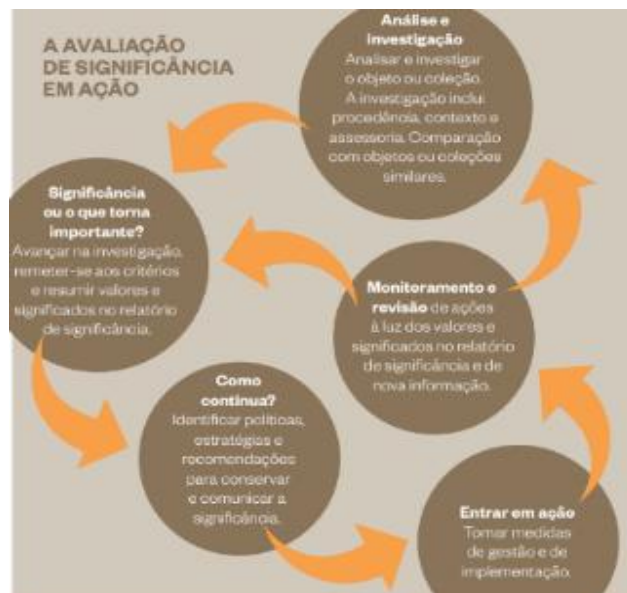 A AVALIAÇÃO
DE SIGNIFICÂNCIA
EM AÇÃO
Análise e
investigação
Analisar e investigar
o objeto ou coleção.
A investigação inclui
procedência, contexto e
assessoria. Comparação
com objetos ou coleções
similares.
Significância
ou o que torna
importante?
Avançar na investigação,
remeter-se aos critérios
e resumir valores e
significados no relatório
de significância.
Como
continua?
Identificar políticas,
estratégias e
recomendações
para conservar
e comunicar a
significância.
Entrar em ação
Tomar medidas
de gestão e de
implementação.
Monitoramento e
revisão de ações
à luz dos valores e
significados no relatório
de significância e de
nova informação.